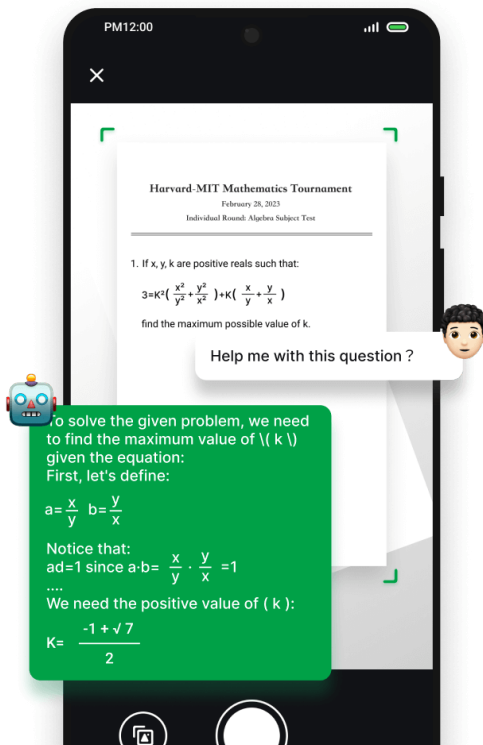 PM12:00
Harvard-MIT Mathematics Tournament
February 28, 2023
Individual Round: Algebra Subject Test
1. If x, y, k are positive reals such that:
3=K²( x²/y² + y²/x² )+K( x/y + y/x )
find the maximum possible value of k.
Help me with this question ?
To solve the given problem, we need
to find the maximum value of \( k \)
given the equation:
First, let's define:
a= x/y b= y/x
Notice that:
ad=1 since a·b= x/y · y/x =1
....
We need the positive value of ( k ):
K= -1 + √ 7 / 2